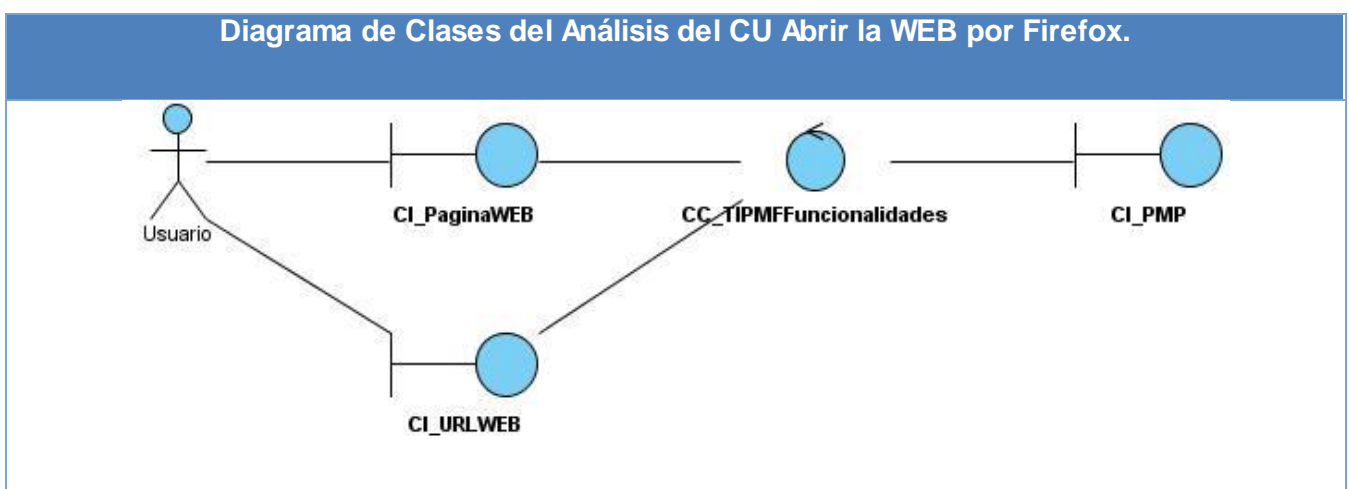 Diagrama de Clases del Análisis del CU Abrir la WEB por Firefox.
Usuario
CI_PaginaWEB
CC_TIPMFFuncionalidades
CI_PMP
CI_URLWEB